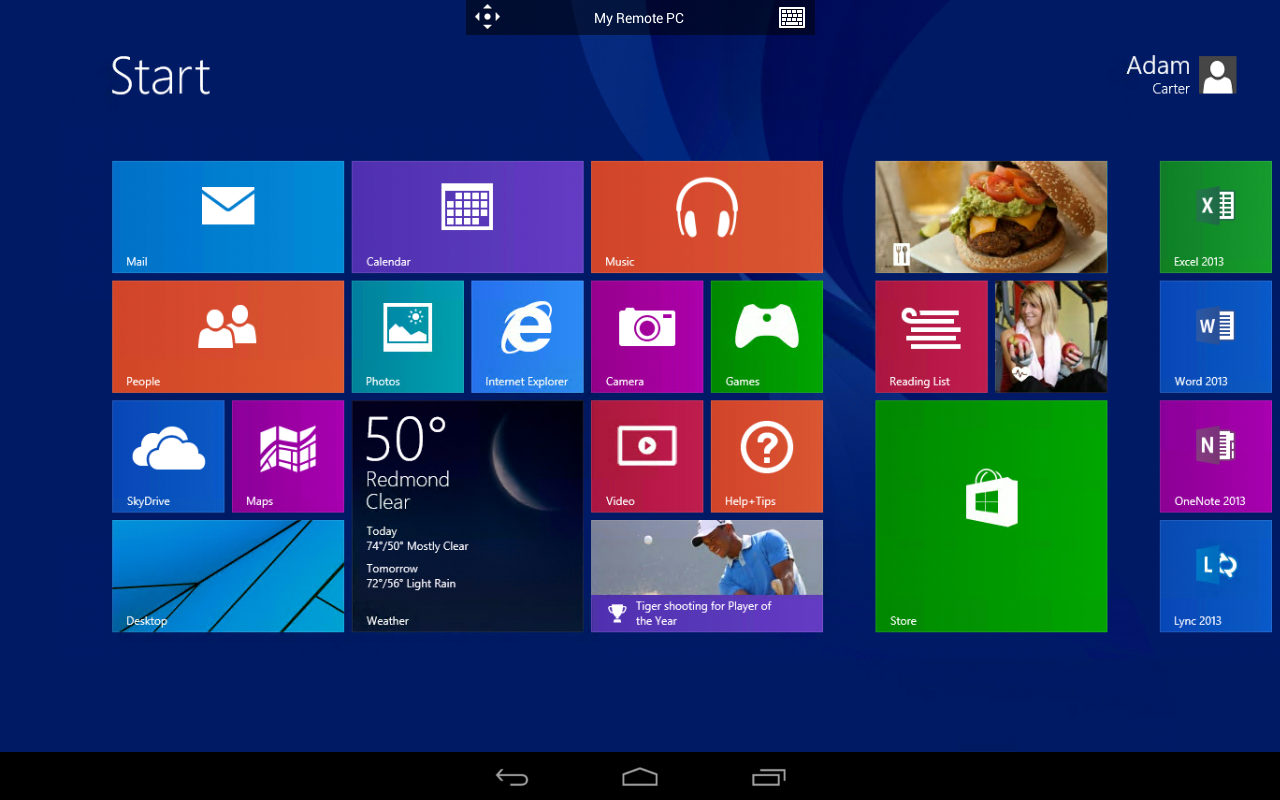 My Remote PC
Start
Adam
Carter
Mail
Calendar
Music
Excel 2013
People
Photos
Internet Explorer
Camera
Games
Reading List
Word 2013
SkyDrive
Maps
50°
Redmond
Clear
Today
74°/50° Mostly Clear
Tomorrow
72°/56° Light Rain
Weather
Video
Help+Tips
OneNote 2013
Desktop
Tiger shooting for Player of
the Year
Store
Lync 2013